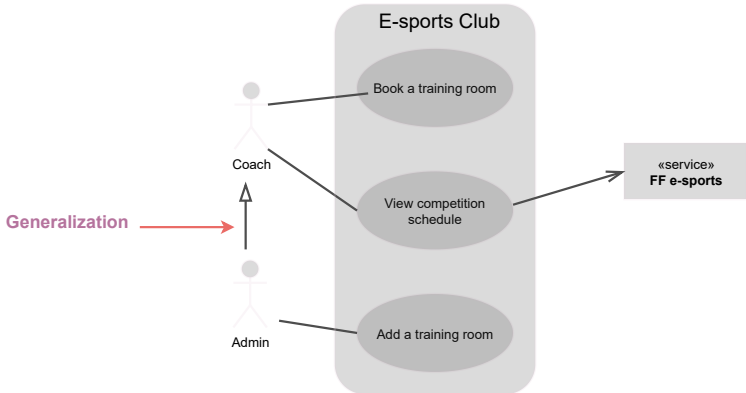 E-sports Club
Book a training room
Coach
«service»
FF e-sports
View competition
schedule
Generalization
Admin
Add a training room